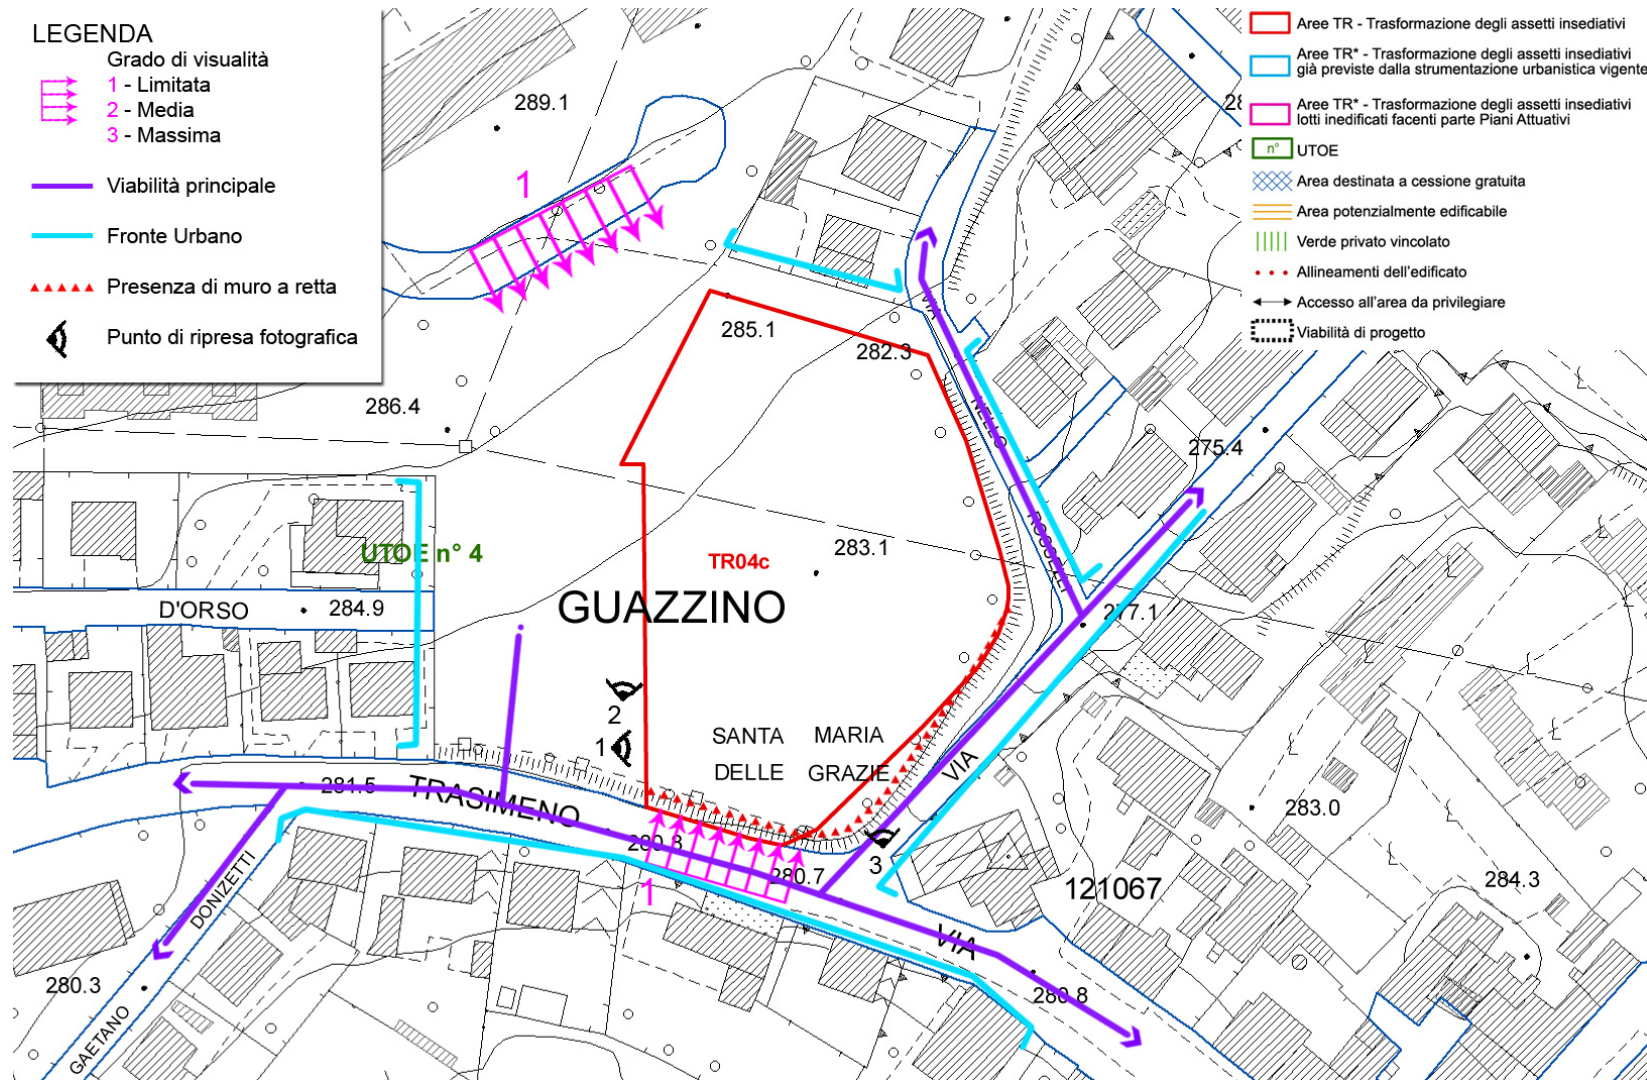 LEGENDA
Grado di visualità
1 - Limitata
2 - Media
3 - Massima
Viabilità principale
Fronte Urbano
Presenza di muro a retta
Punto di ripresa fotografica
Aree TR - Trasformazione degli assetti insediativi
Aree TR* - Trasformazione degli assetti insediativi
già previste dalla strumentazione urbanistica vigente
Aree TR* - Trasformazione degli assetti insediativi
lotti inedificati facenti parte Piani Attuativi
n° UTOE
Area destinata a cessione gratuita
Area potenzialmente edificabile
Verde privato vincolato
Allineamenti dell'edificato
Accesso all'area da privilegiare
Viabilità di progetto
289.1
1
285.1
282.3
286.4
VIA
NELLO
ROSSELLI
275.4
UTOE n° 4
TR04c
283.1
D'ORSO
284.9
GUAZZINO
277.1
2
1
SANTA MARIA
DELLE GRAZIE
VIA
281.5
TRASIMENO
280.8
280.7
3
1
283.0
121067
284.3
DONIZETTI
VIA
280.3
280.8
GAETANO